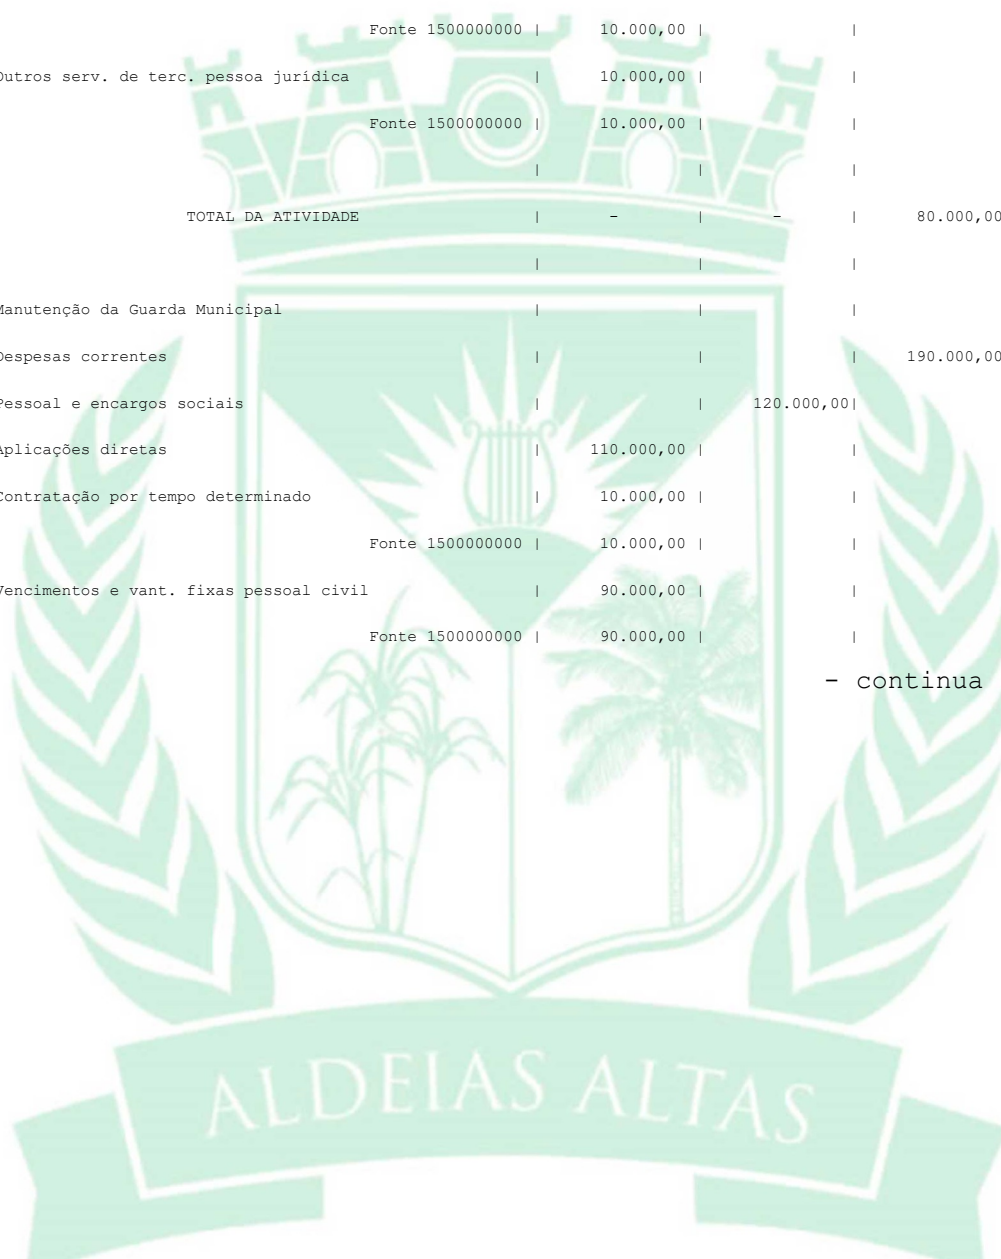 Fonte 1500000000 | 10.000,00 | |
Outros serv. de terc. pessoa jurídica | 10.000,00 | |
Fonte 1500000000 | 10.000,00 | |
| | |
TOTAL DA ATIVIDADE | - | - | 80.000,00
| | |
Manutenção da Guarda Municipal | | |
Despesas correntes | | | 190.000,00
Pessoal e encargos sociais | | 120.000,00|
Aplicações diretas | 110.000,00 | |
Contratação por tempo determinado | 10.000,00 | |
Fonte 1500000000 | 10.000,00 | |
Vencimentos e vant. fixas pessoal civil | 90.000,00 | |
Fonte 1500000000 | 90.000,00 | |
- continua
ALDEIAS ALTAS